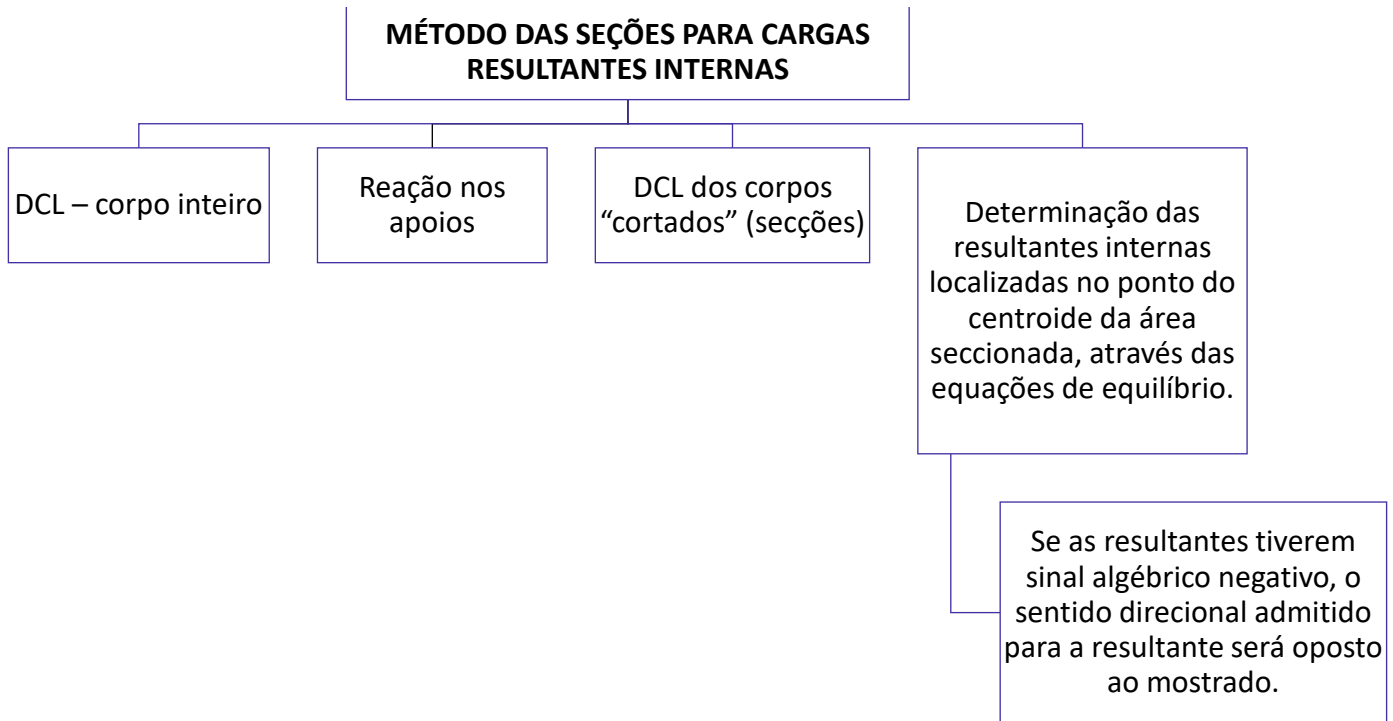 MÉTODO DAS SEÇÕES PARA CARGAS
RESULTANTES INTERNAS
DCL – corpo inteiro
Reação nos
apoios
DCL dos corpos
“cortados” (secções)
Determinação das
resultantes internas
localizadas no ponto do
centroide da área
seccionada, através das
equações de equilíbrio.
Se as resultantes tiverem
sinal algébrico negativo, o
sentido direcional admitido
para a resultante será oposto
ao mostrado.